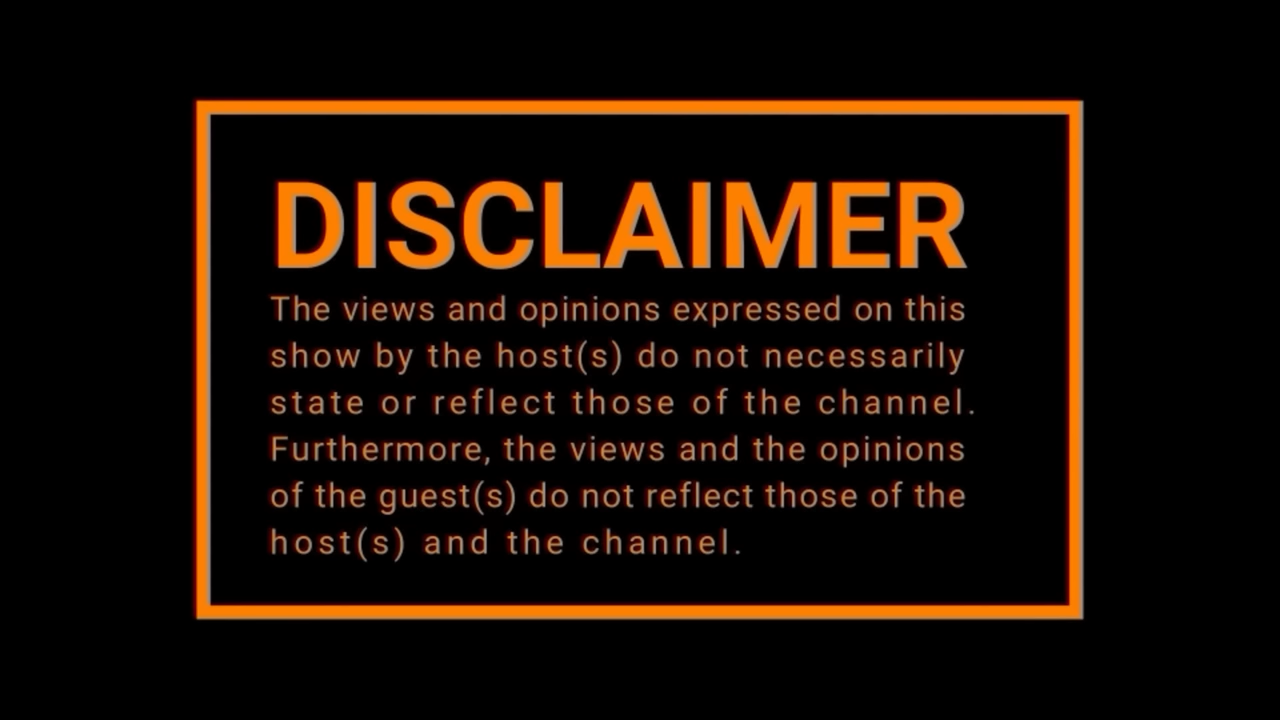 DISCLAIMER
The views and opinions expressed on this
show by the host(s) do not necessarily
state or reflect those of the channel.
Furthermore, the views and the opinions
of the guest(s) do not reflect those of the
host(s) and the channel.